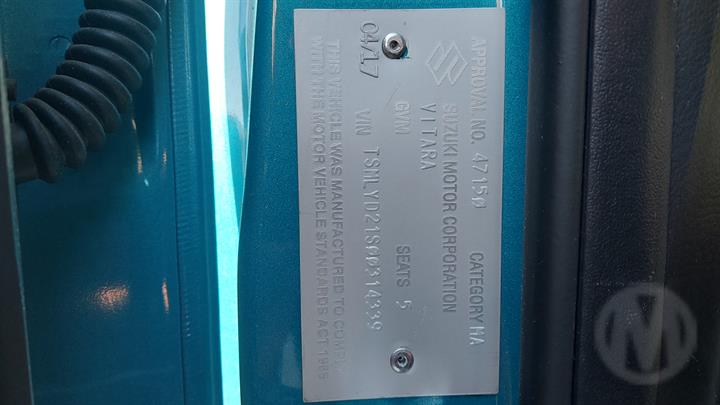 APPROVAL NO. 47150 CATEGORY MA
SUZUKI MOTOR CORPORATION
VITARA
GVM SEATS 5
04/17 VIN TSMLYD21S00314339
THIS VEHICLE WAS MANUFACTURED TO COMPLY
WITH THE MOTOR VEHICLE STANDARDS ACT 1989
M